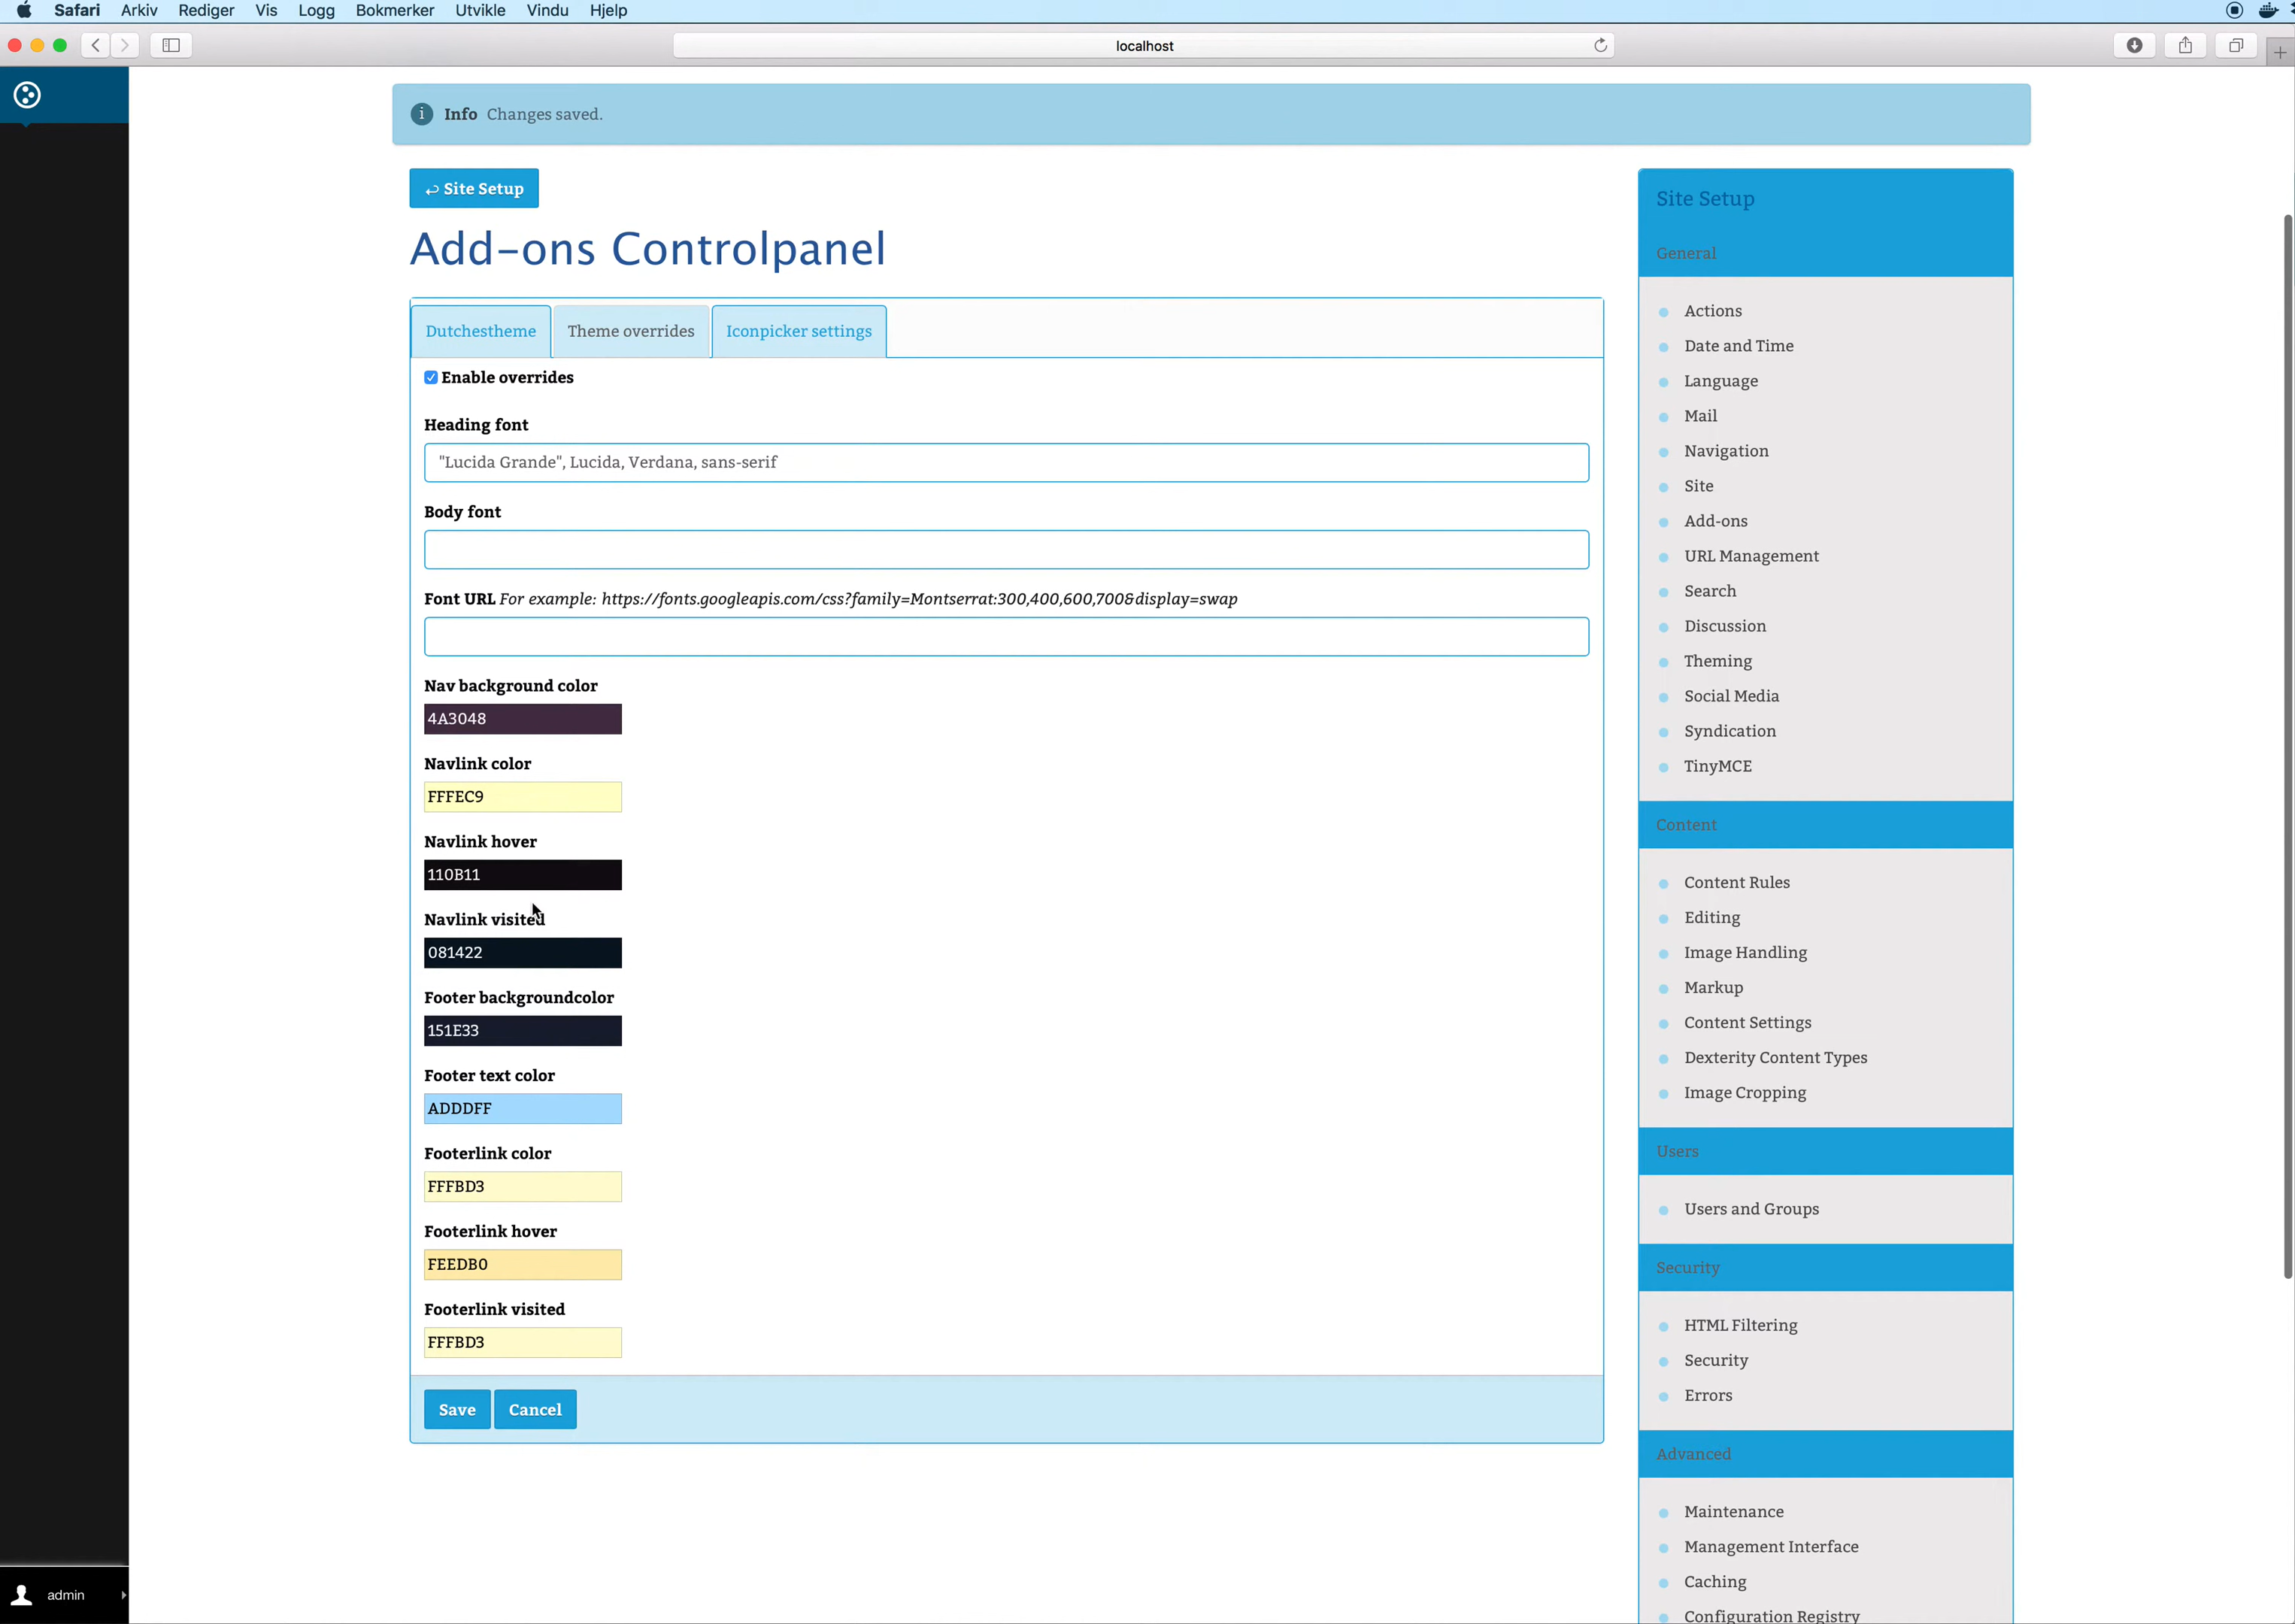 Safari Arkiv Rediger Vis Logg Bokmerker Utvikle Vindu Hjelp
localhost
Info Changes saved.
Site Setup
Add-ons Controlpanel
Dutchestheme Theme overrides Iconpicker settings
Enable overrides
Heading font
"Lucida Grande", Lucida, Verdana, sans-serif
Body font
Font URL For example: https://fonts.googleapis.com/css?family=Montserrat:300,400,600,700&display=swap
Nav background color
4A3048
Navlink color
FFFEC9
Navlink hover
110B11
Navlink visited
081422
Footer backgroundcolor
151E33
Footer text color
ADDDFF
Footerlink color
FFFBD3
Footerlink hover
FEEDB0
Footerlink visited
FFFBD3
Save Cancel
Site Setup
General
Actions
Date and Time
Language
Mail
Navigation
Site
Add-ons
URL Management
Search
Discussion
Theming
Social Media
Syndication
TinyMCE
Content
Content Rules
Editing
Image Handling
Markup
Content Settings
Dexterity Content Types
Image Cropping
Users
Users and Groups
Security
HTML Filtering
Security
Errors
Advanced
Maintenance
Management Interface
Caching
Configuration Registry
admin